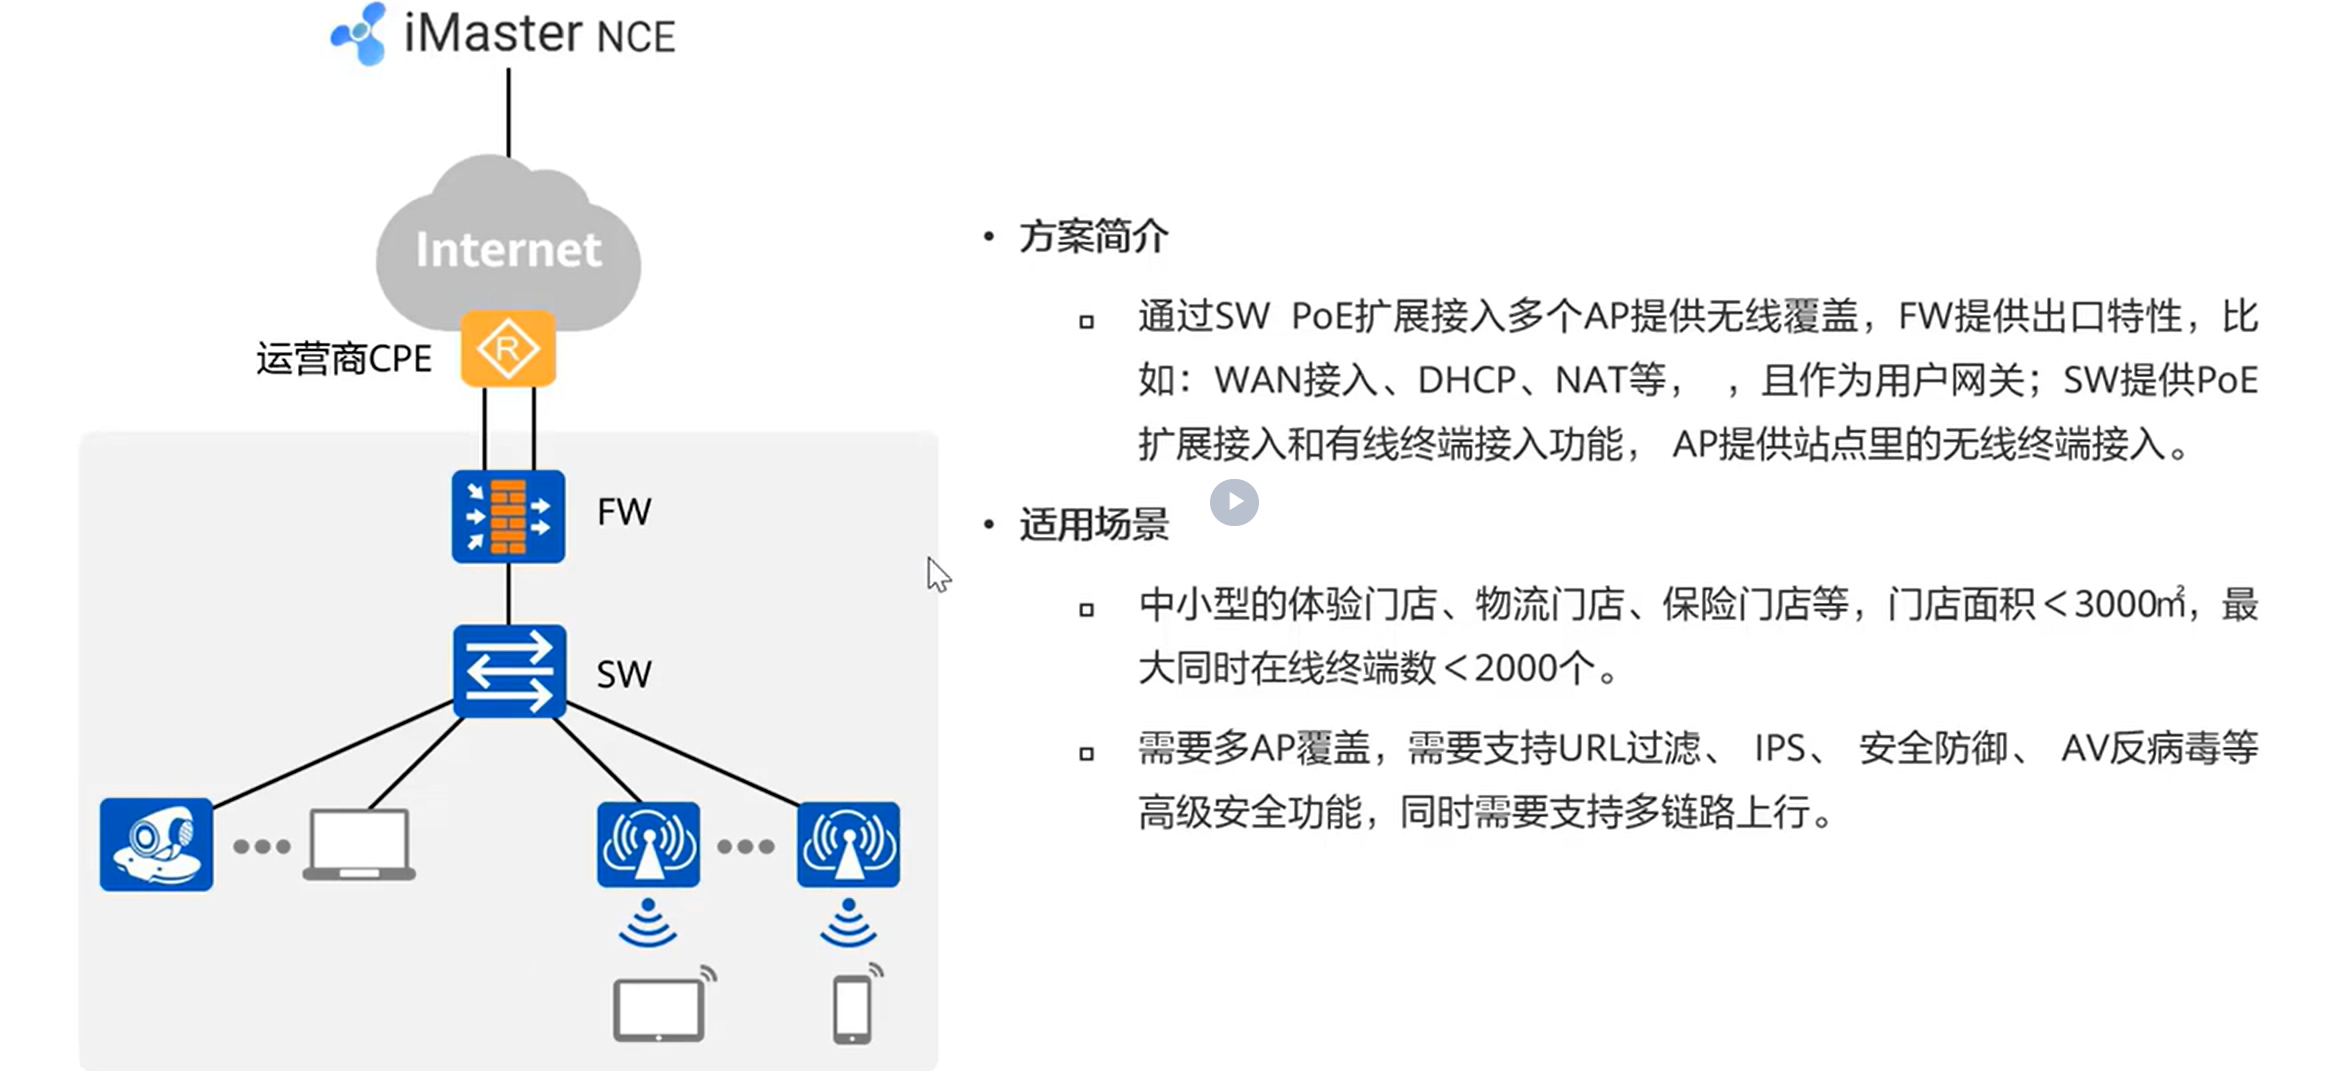 iMaster NCE
Internet
运营商CPE
FW
SW
• 方案简介
▫ 通过SW PoE扩展接入多个AP提供无线覆盖，FW提供出口特性，比
如：WAN接入、DHCP、NAT等， ，且作为用户网关；SW提供PoE
扩展接入和有线终端接入功能， AP提供站点里的无线终端接入。
• 适用场景
▫ 中小型的体验门店、物流门店、保险门店等，门店面积＜3000㎡，最
大同时在线终端数＜2000个。
▫ 需要多AP覆盖，需要支持URL过滤、 IPS、 安全防御、 AV反病毒等
高级安全功能，同时需要支持多链路上行。